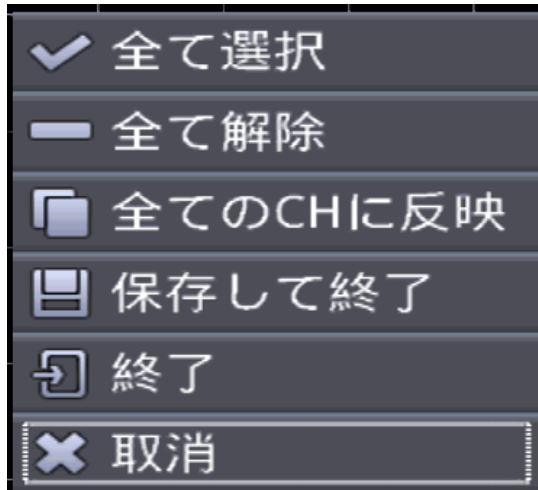 全て選択
全て解除
全てのCHに反映
保存して終了
終了
取消